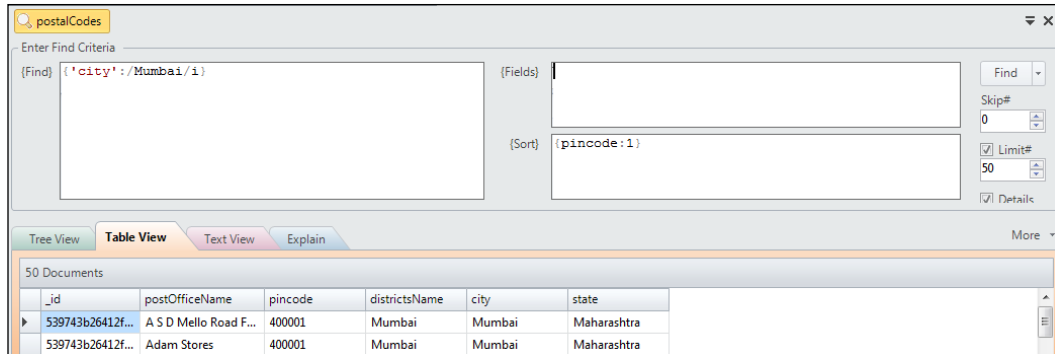 postalCodes
Enter Find Criteria
{Find} {'city':/Mumbai/i}
{Fields}
Find
Skip#
0
{Sort} {pincode:1}
Limit#
50
Details
Tree View Table View Text View Explain More
50 Documents
_id postOfficeName pincode districtsName city state
539743b26412f... A S D Mello Road F... 400001 Mumbai Mumbai Maharashtra
539743b26412f... Adam Stores 400001 Mumbai Mumbai Maharashtra